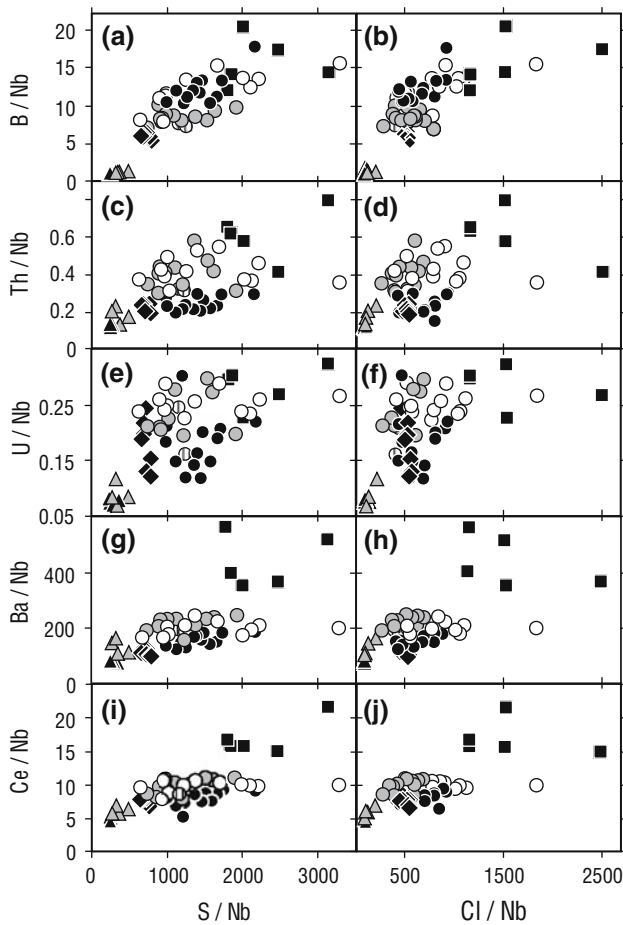 (a) (b)
20
15
10
5
0
B / Nb
(c) (d)
0.6
0.4
0.2
0
Th / Nb
(e) (f)
0.25
0.15
0.05
U / Nb
(g) (h)
400
200
0
Ba / Nb
(i) (j)
20
15
10
5
0
Ce / Nb
0 1000 2000 3000 500 1500 2500
S / Nb Cl / Nb